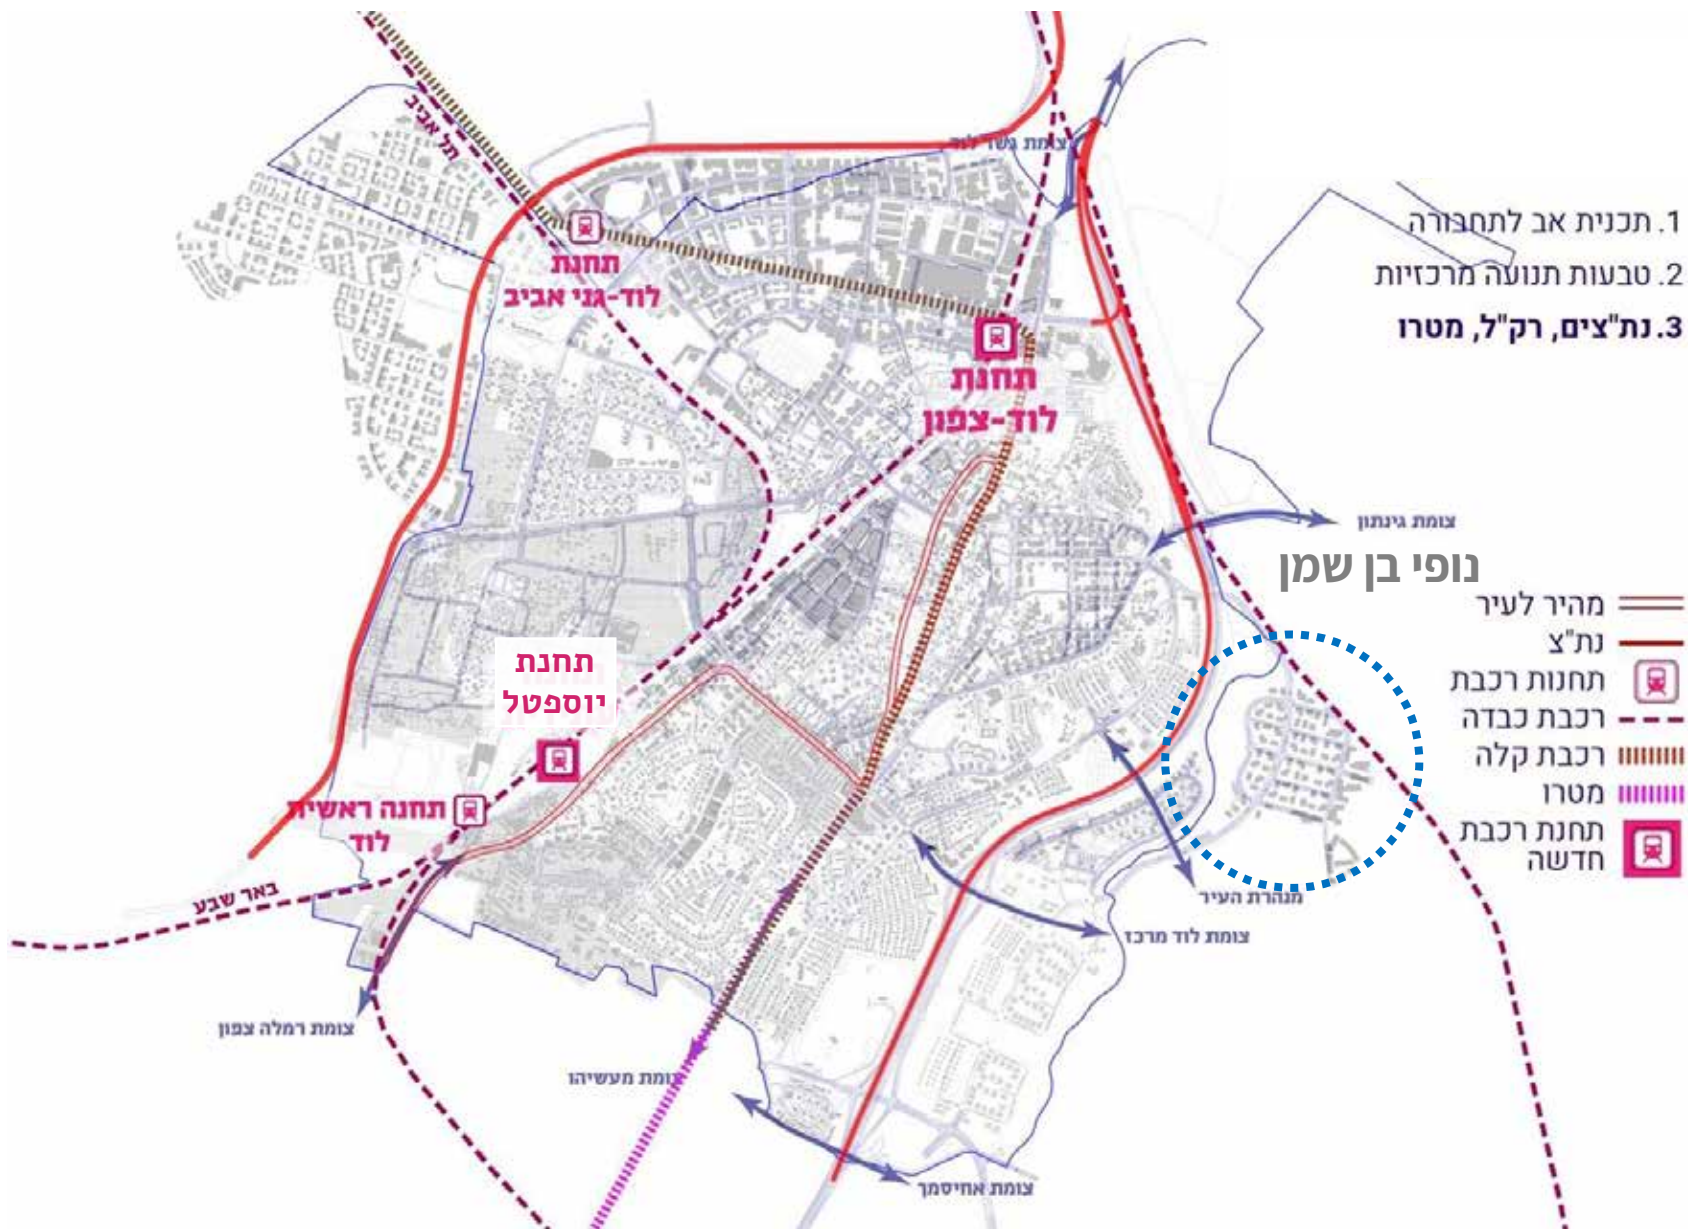 תל אביב
צומת גשר לוד
1. תכנית אב לתחבורה
2. טבעות תנועה מרכזיות
3. נת"צים, רק"ל, מטרו
תחנת
לוד-גני אביב
תחנת
לוד-צפון
צומת גינתון
נופי בן שמן
מהיר לעיר
נת"צ
תחנות רכבת
רכבת כבדה
רכבת קלה
מטרו
תחנת רכבת
חדשה
תחנת
יוספטל
תחנה ראשית
לוד
באר שבע
מנהרת העיר
צומת לוד מרכז
צומת רמלה צפון
צומת מעשיהו
צומת אחיסמך